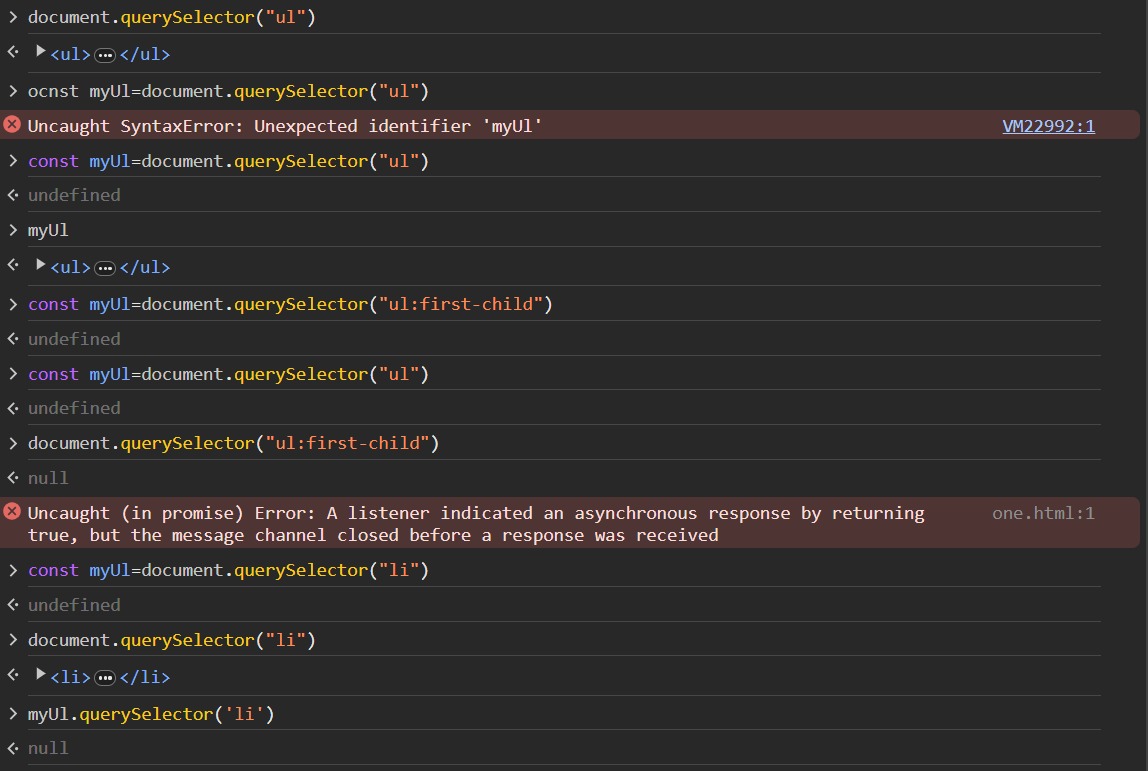 > document.querySelector("ul")
<ul>…</ul>
> ocnst myUl=document.querySelector("ul")
Uncaught SyntaxError: Unexpected identifier 'myUl' VM22992:1
> const myUl=document.querySelector("ul")
undefined
> myUl
<ul>…</ul>
> const myUl=document.querySelector("ul:first-child")
undefined
> const myUl=document.querySelector("ul")
undefined
> document.querySelector("ul:first-child")
null
Uncaught (in promise) Error: A listener indicated an asynchronous response by returning one.html:1
true, but the message channel closed before a response was received
> const myUl=document.querySelector("li")
undefined
> document.querySelector("li")
<li>…</li>
> myUl.querySelector('li')
null